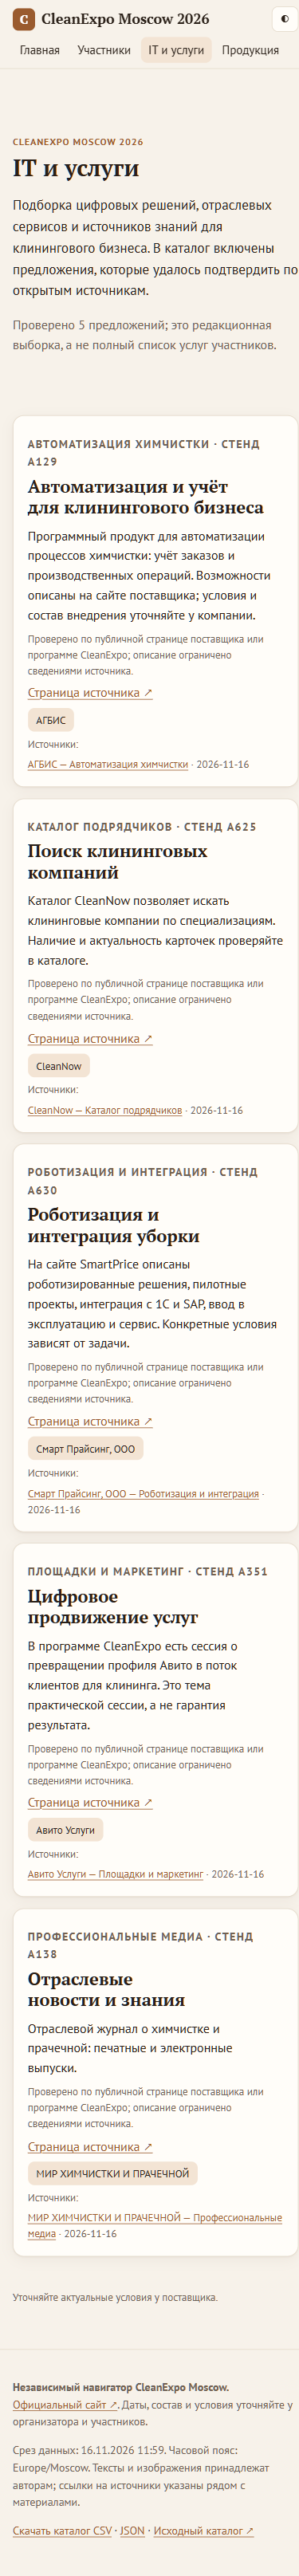 C CleanExpo Moscow 2026
Главная Участники IT и услуги Продукция
CLEANEXPO MOSCOW 2026
IT и услуги
Подборка цифровых решений, отраслевых
сервисов и источников знаний для
клинингового бизнеса. В каталог включены
предложения, которые удалось подтвердить по
открытым источникам.
Проверено 5 предложений; это редакционная
выборка, а не полный список услуг участников.
АВТОМАТИЗАЦИЯ ХИМЧИСТКИ · СТЕНД
A129
Автоматизация и учёт
для клинингового бизнеса
Программный продукт для автоматизации
процессов химчистки: учёт заказов и
производственных операций. Возможности
описаны на сайте поставщика; условия и
состав внедрения уточняйте у компании.
Проверено по публичной странице поставщика или
программе CleanExpo; описание ограничено
сведениями источника.
Страница источника ↗
АГБИС
Источники:
АГБИС — Автоматизация химчистки · 2026-11-16
КАТАЛОГ ПОДРЯДЧИКОВ · СТЕНД A625
Поиск клининговых
компаний
Каталог CleanNow позволяет искать
клининговые компании по специализациям.
Наличие и актуальность карточек проверяйте
в каталоге.
Проверено по публичной странице поставщика или
программе CleanExpo; описание ограничено
сведениями источника.
Страница источника ↗
CleanNow
Источники:
CleanNow — Каталог подрядчиков · 2026-11-16
РОБОТИЗАЦИЯ И ИНТЕГРАЦИЯ · СТЕНД
A630
Роботизация и
интеграция уборки
На сайте SmartPrice описаны
роботизированные решения, пилотные
проекты, интеграция с 1С и SAP, ввод в
эксплуатацию и сервис. Конкретные условия
зависят от задачи.
Проверено по публичной странице поставщика или
программе CleanExpo; описание ограничено
сведениями источника.
Страница источника ↗
Смарт Прайсинг, ООО
Источники:
Смарт Прайсинг, ООО — Роботизация и интеграция ·
2026-11-16
ПЛОЩАДКИ И МАРКЕТИНГ · СТЕНД A351
Цифровое
продвижение услуг
В программе CleanExpo есть сессия о
превращении профиля Авито в поток
клиентов для клининга. Это тема
практической сессии, а не гарантия
результата.
Проверено по публичной странице поставщика или
программе CleanExpo; описание ограничено
сведениями источника.
Страница источника ↗
Авито Услуги
Источники:
Авито Услуги — Площадки и маркетинг · 2026-11-16
ПРОФЕССИОНАЛЬНЫЕ МЕДИА · СТЕНД
A138
Отраслевые
новости и знания
Отраслевой журнал о химчистке и
прачечной: печатные и электронные
выпуски.
Проверено по публичной странице поставщика или
программе CleanExpo; описание ограничено
сведениями источника.
Страница источника ↗
МИР ХИМЧИСТКИ И ПРАЧЕЧНОЙ
Источники:
МИР ХИМЧИСТКИ И ПРАЧЕЧНОЙ — Профессиональные
медиа · 2026-11-16
Уточняйте актуальные условия у поставщика.
Независимый навигатор CleanExpo Moscow.
Официальный сайт ↗. Даты, состав и условия уточняйте у
организатора и участников.
Срез данных: 16.11.2026 11:59. Часовой пояс:
Europe/Moscow. Тексты и изображения принадлежат
авторам; ссылки на источники указаны рядом с
материалами.
Скачать каталог CSV · JSON · Исходный каталог ↗